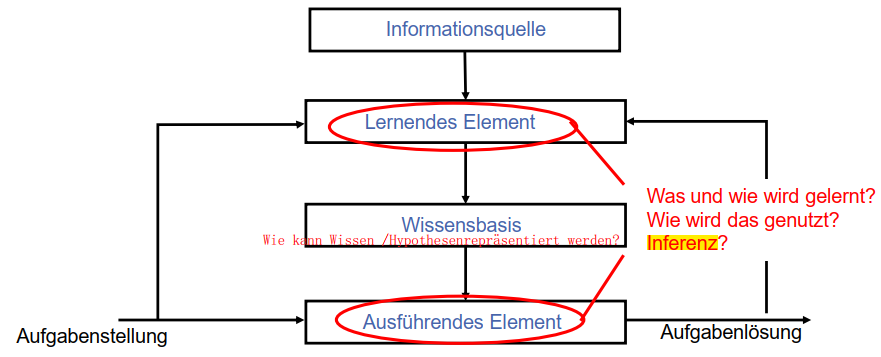 Informationsquelle
Lernendes Element
Was und wie wird gelernt?
Wie wird das genutzt?
Inferenz?
Wissensbasis
Wie kann Wissen /Hypothesenrepräsentiert werden?
Ausführendes Element
Aufgabenstellung
Aufgabenlösung